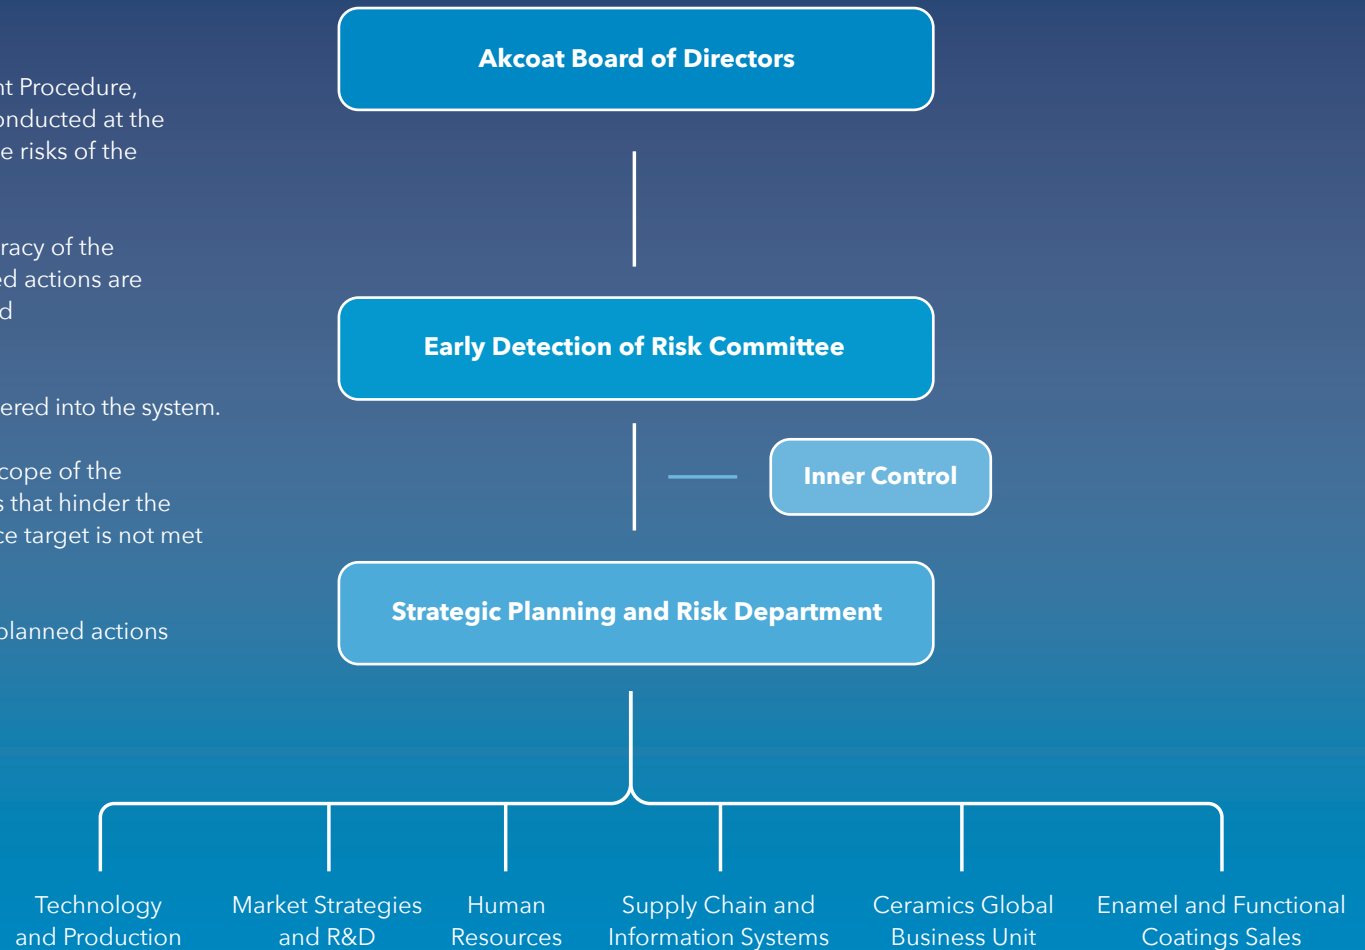 Akcoat Board of Directors
nt Procedure,
onducted at the
e risks of the
racy of the
ed actions are
d
Early Detection of Risk Committee
ered into the system.
Inner Control
cope of the
s that hinder the
ce target is not met
Strategic Planning and Risk Department
planned actions
Technology
and Production
Market Strategies
and R&D
Human
Resources
Supply Chain and
Information Systems
Ceramics Global
Business Unit
Enamel and Functional
Coatings Sales